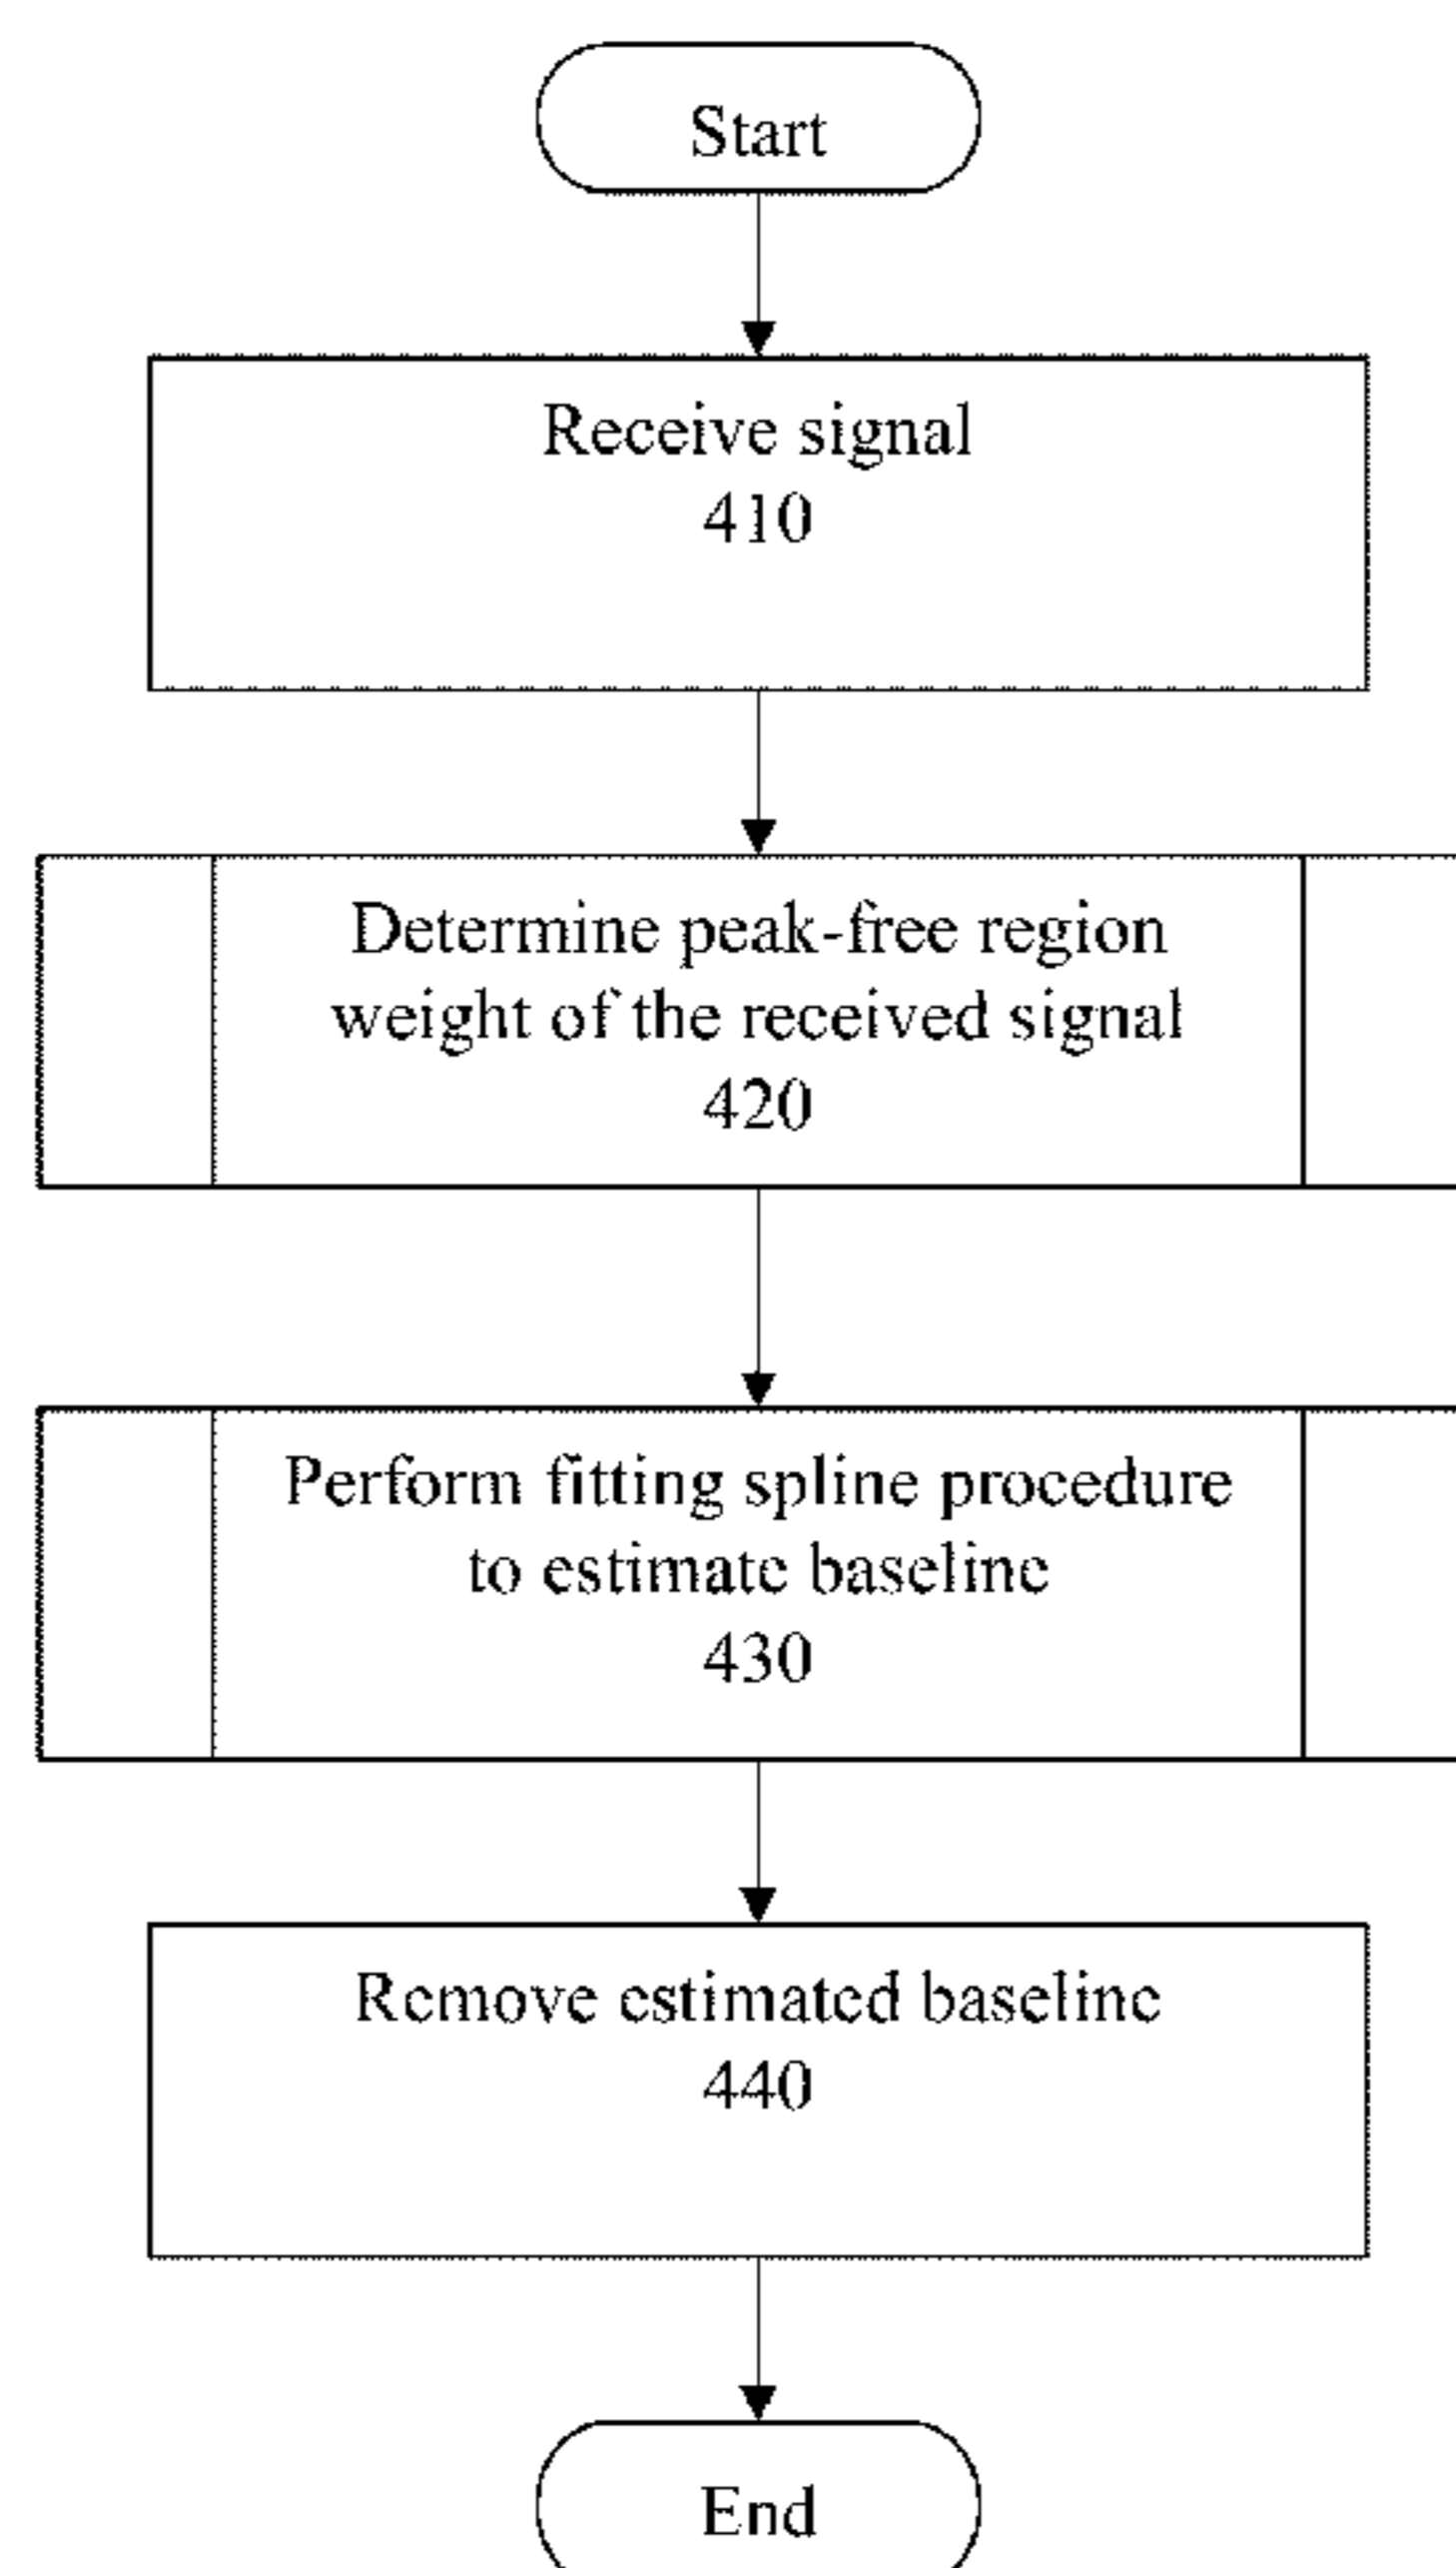 Start
Receive signal
410
Determine peak-free region
weight of the received signal
420
Perform fitting spline procedure
to estimate baseline
430
Remove estimated baseline
440
End